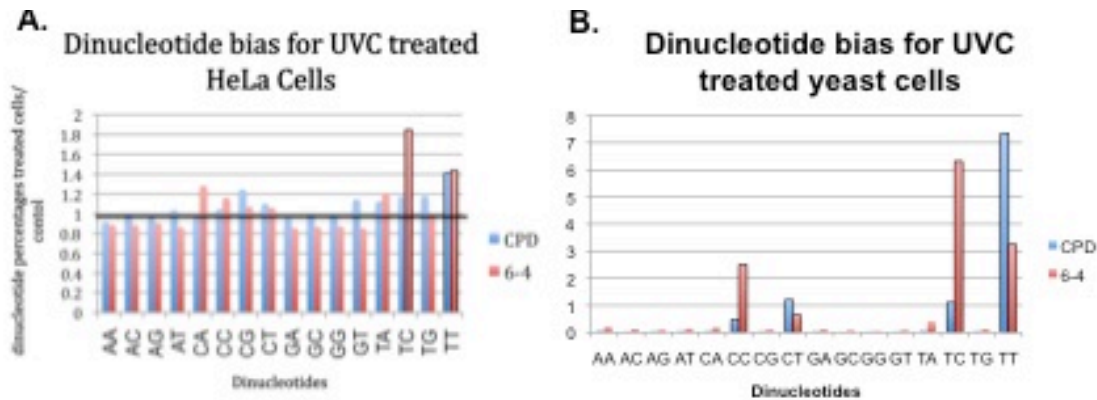 A.
Dinucleotide bias for UVC treated
HeLa Cells
dinucleotide percentages treated cells/
contol
2
1.8
1.6
1.4
1.2
1
0.8
0.6
0.4
0.2
0
AA AC AG AT CA CC CG CT GA GC GG GT TA TC TG TT
Dinucleotides
CPD
6-4
B.
Dinucleotide bias for UVC
treated yeast cells
8
7
6
5
4
3
2
1
0
AA AC AG AT CA CC CG CT GA GC GG GT TA TC TG TT
Dinucleotides
CPD
6-4